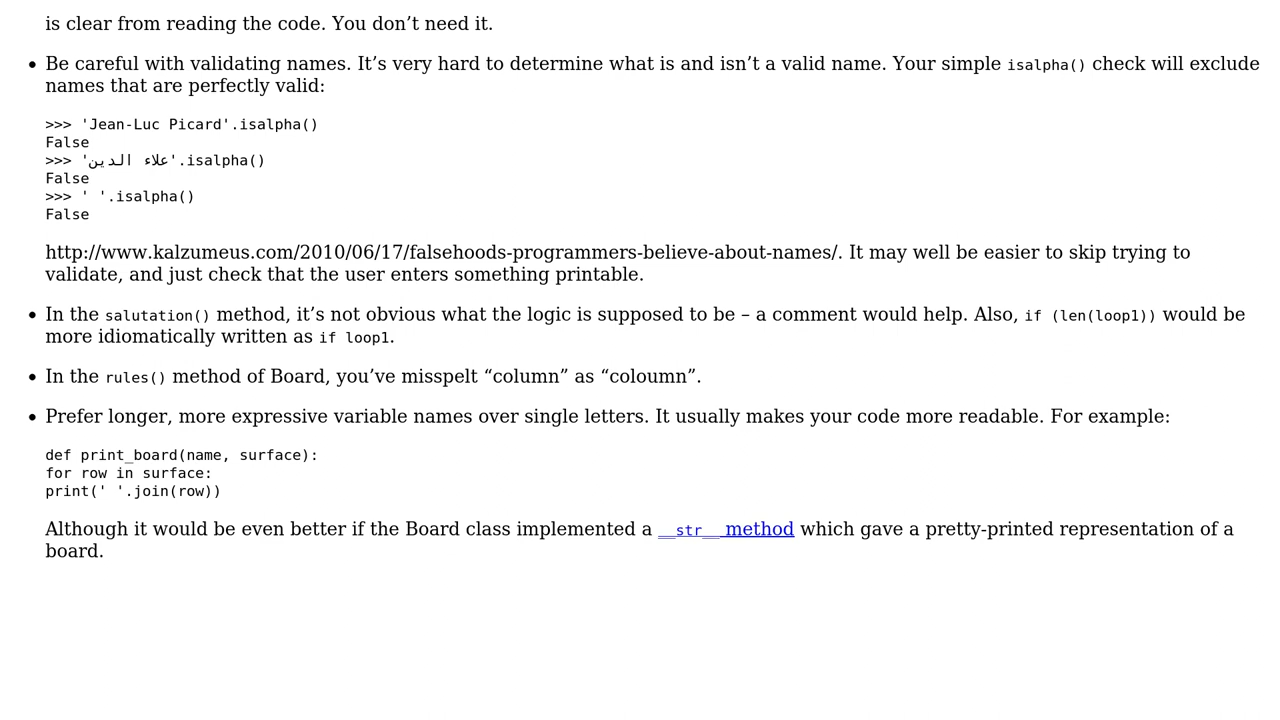 is clear from reading the code. You don’t need it.
• Be careful with validating names. It’s very hard to determine what is and isn’t a valid name. Your simple isalpha() check will exclude
names that are perfectly valid:
>>> 'Jean-Luc Picard'.isalpha()
False
>>> 'علاء الدين'.isalpha()
False
>>> ' '.isalpha()
False
http://www.kalzumeus.com/2010/06/17/falsehoods-programmers-believe-about-names/. It may well be easier to skip trying to
validate, and just check that the user enters something printable.
• In the salutation() method, it’s not obvious what the logic is supposed to be – a comment would help. Also, if (len(loop1)) would be
more idiomatically written as if loop1.
• In the rules() method of Board, you’ve misspelt “column” as “coloumn”.
• Prefer longer, more expressive variable names over single letters. It usually makes your code more readable. For example:
def print_board(name, surface):
for row in surface:
print(' '.join(row))
Although it would be even better if the Board class implemented a __str__ method which gave a pretty-printed representation of a
board.